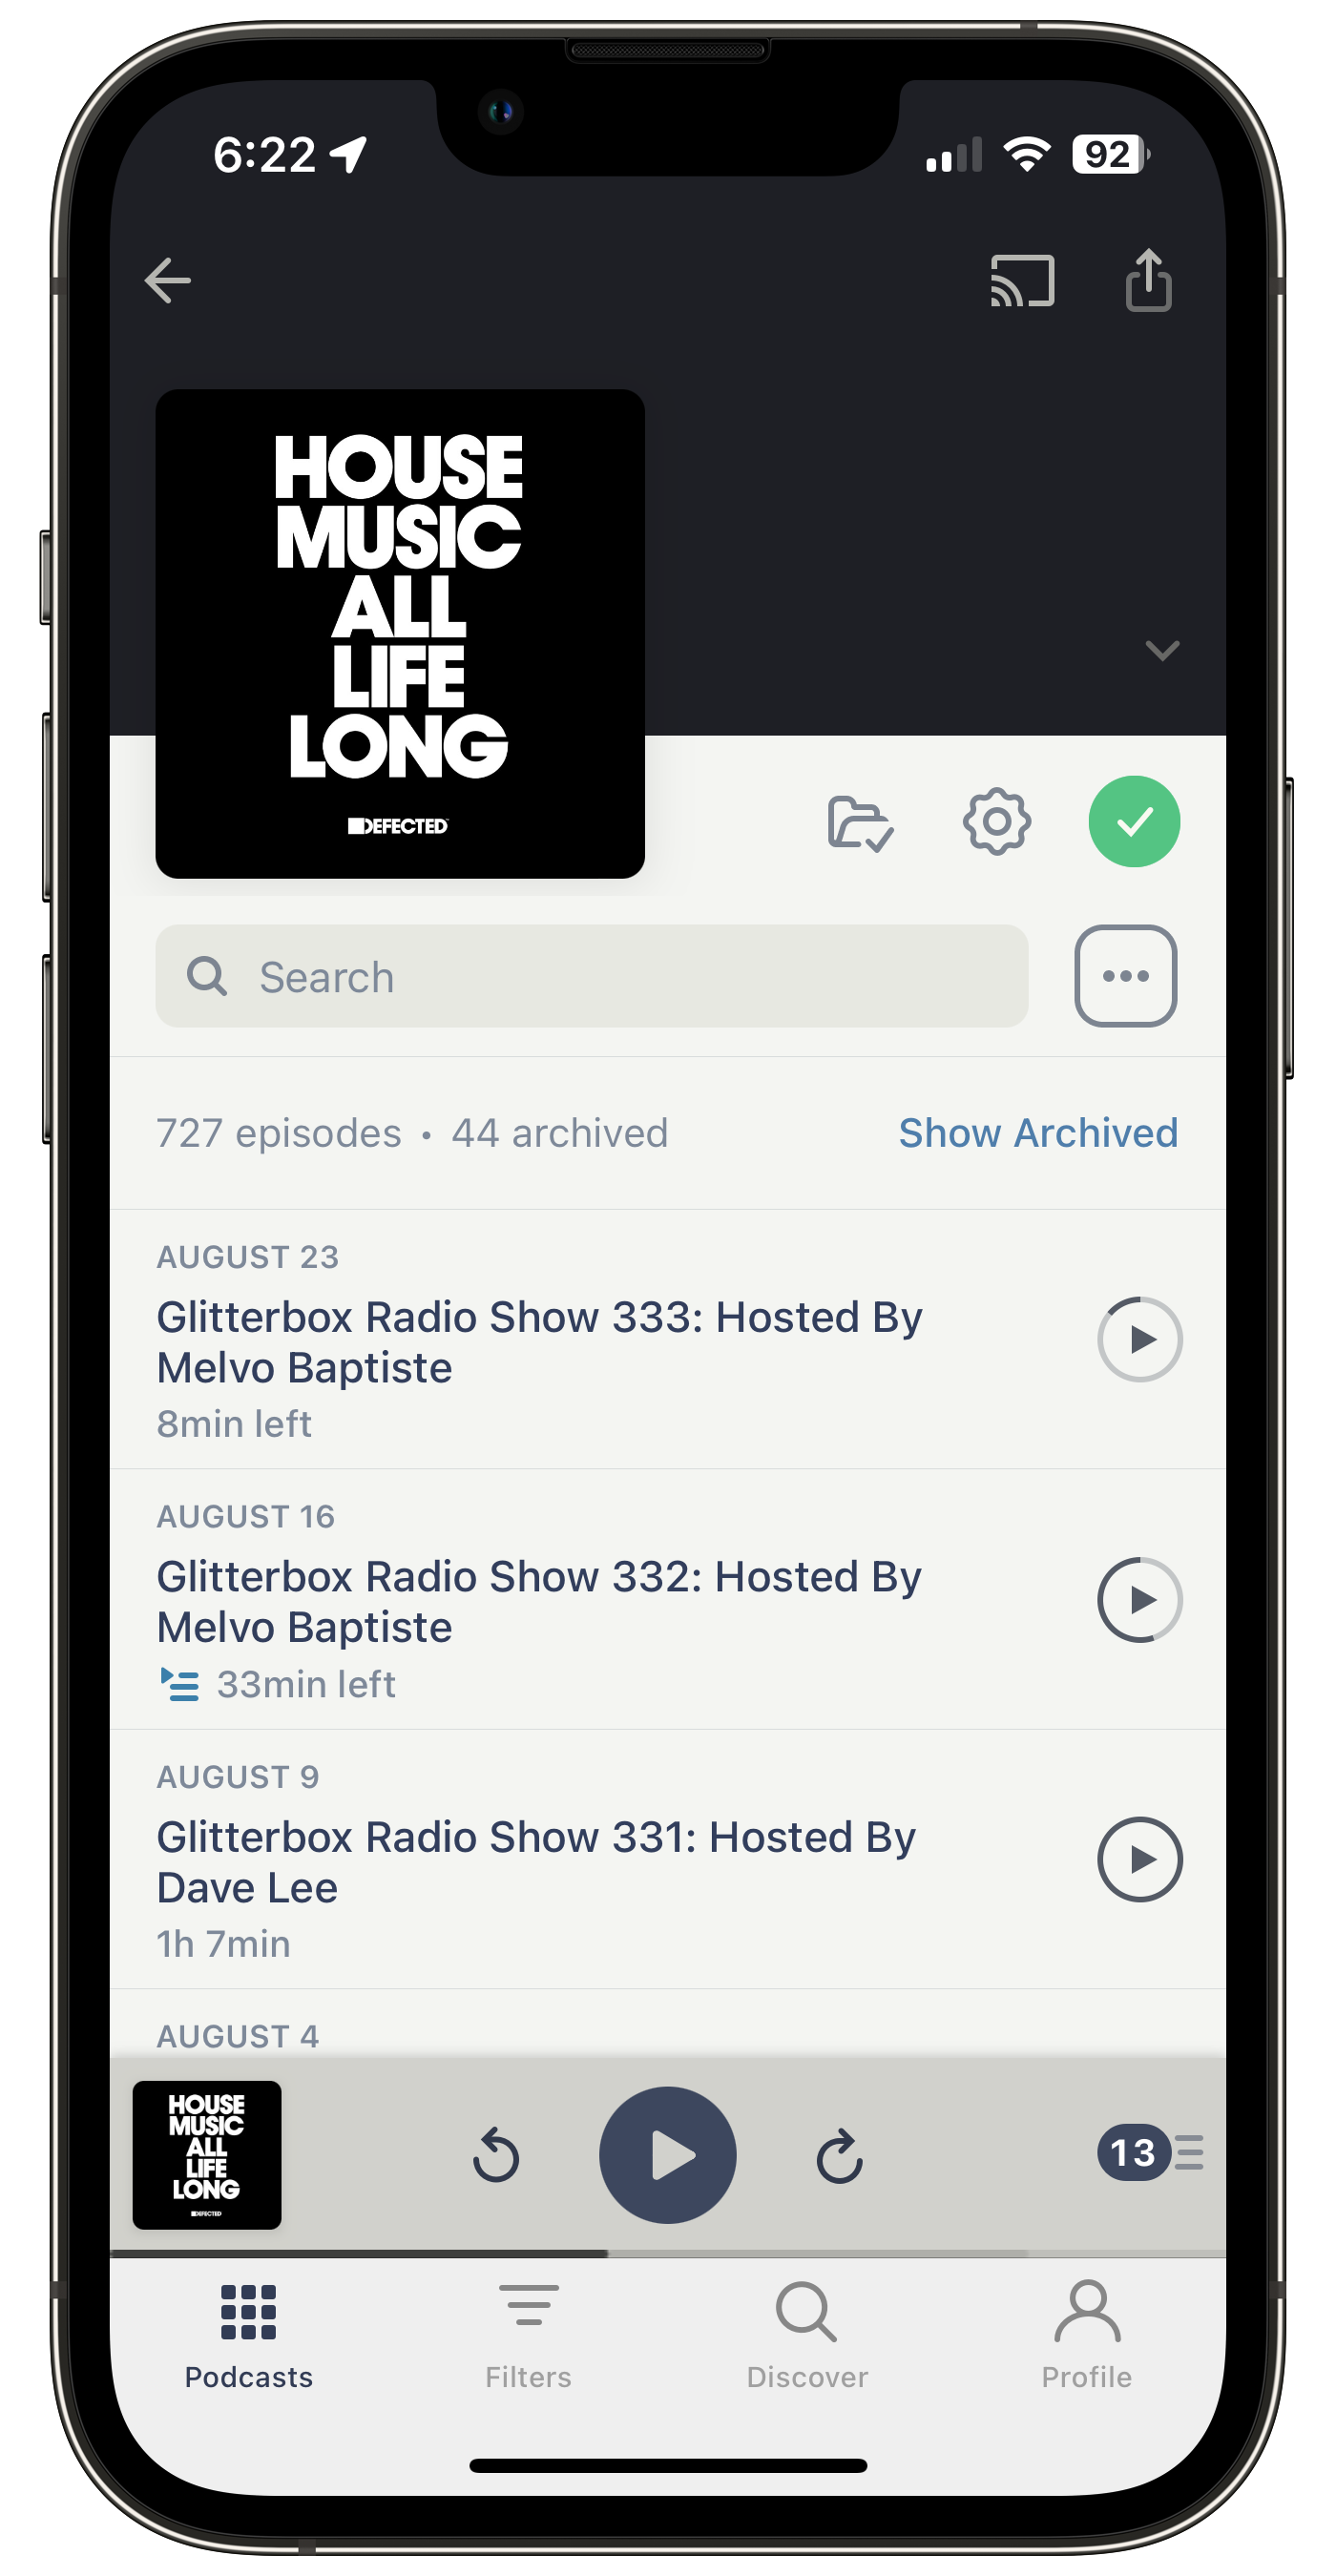 6:22
92
HOUSE
MUSIC
ALL
LIFE
LONG
DEFECTED
Search
727 episodes • 44 archived
Show Archived
AUGUST 23
Glitterbox Radio Show 333: Hosted By
Melvo Baptiste
8min left
AUGUST 16
Glitterbox Radio Show 332: Hosted By
Melvo Baptiste
33min left
AUGUST 9
Glitterbox Radio Show 331: Hosted By
Dave Lee
1h 7min
AUGUST 4
HOUSE
MUSIC
ALL
LIFE
LONG
DEFECTED
13
Podcasts
Filters
Discover
Profile